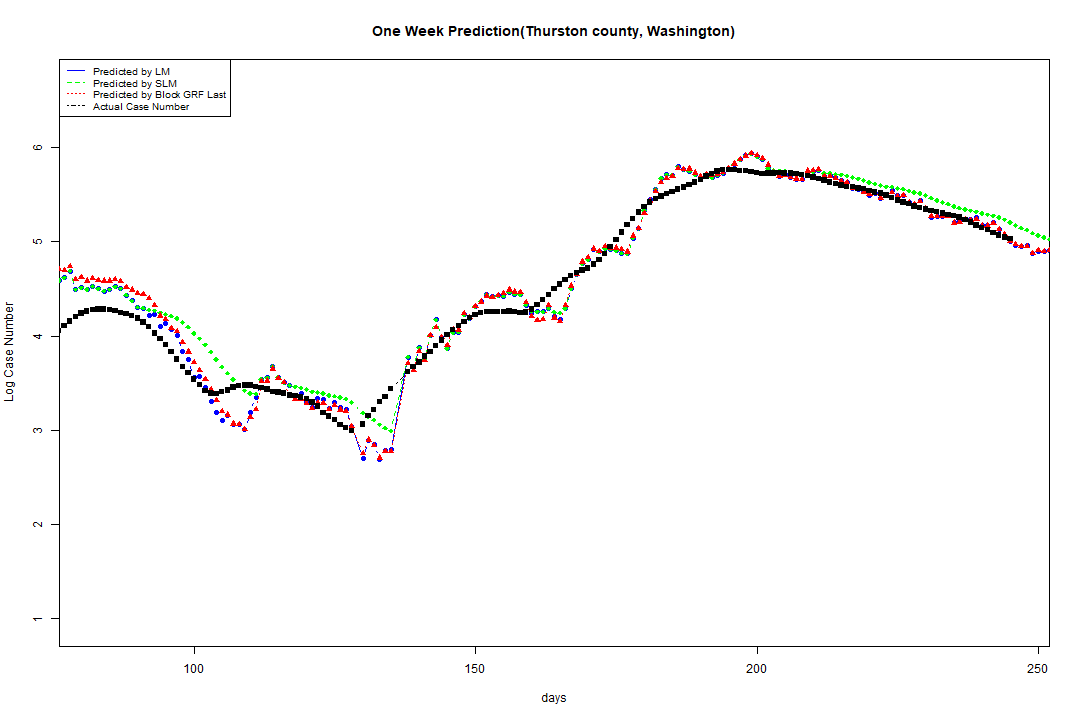 One Week Prediction(Thurston county, Washington)
Predicted by LM
Predicted by SLM
Predicted by Block GRF Last
Actual Case Number
Log Case Number
6
5
4
3
2
1
100 150 200 250
days